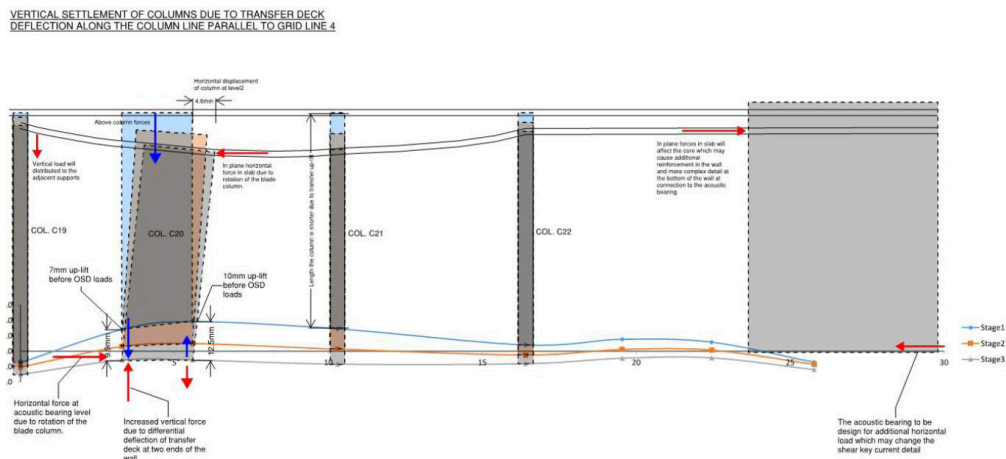 VERTICAL SETTLEMENT OF COLUMNS DUE TO TRANSFER DECK
DEFLECTION ALONG THE COLUMN LINE PARALLEL TO GRID LINE 4
Horizontal displacement
of column at level2
4.6mm
Above column forces
Vertical load will
distributed to the
adjacent supports
In plane horizontal
force in slab due to
rotation of the blade
column.
Length the column is shorter due to transfer up-lift
In plane forces in slab will
affect the core which may
cause additional
reinforcement in the wall
and more complex detail at
the bottom of the wall at
connection to the acoustic
bearing
COL. C19
COL. C20
COL. C21
COL. C22
7mm up-lift
before OSD
loads
10mm up-lift
before OSD
loads
12.5mm
5
10
15
20
25
30
Stage1
Stage2
Stage3
Horizontal force at
acoustic bearing level
due to rotation of the
blade column.
Increased vertical force
due to differential
deflection of transfer
deck at two ends of the
wall
The acoustic bearing to be
design for additional horizontal
load which may change the
shear key current detail